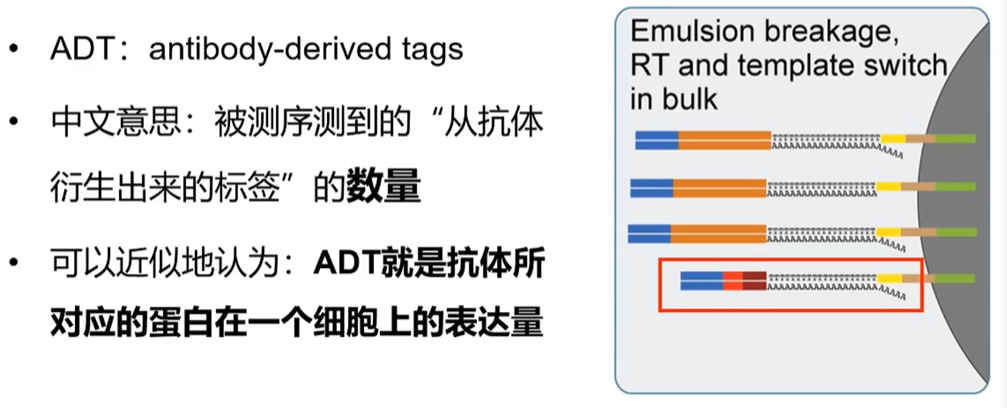 • ADT：antibody-derived tags
• 中文意思：被测序测到的“从抗体
衍生出来的标签”的数量
• 可以近似地认为：ADT就是抗体所
对应的蛋白在一个细胞上的表达量
Emulsion breakage,
RT and template switch
in bulk